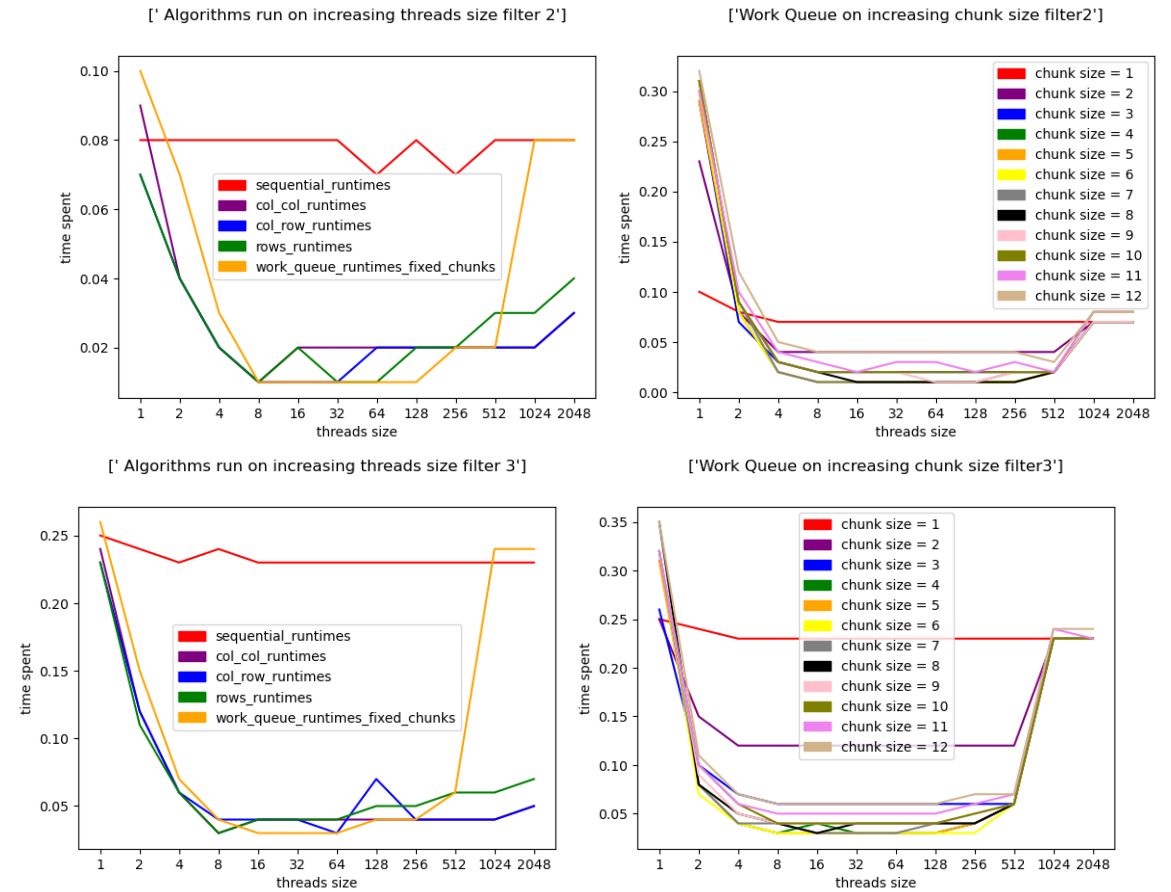 [' Algorithms run on increasing threads size filter 2']
0.10
0.08
0.06
0.04
0.02
time spent
sequential_runtimes
col_col_runtimes
col_row_runtimes
rows_runtimes
work_queue_runtimes_fixed_chunks
1 2 4 8 16 32 64 128 256 512 1024 2048
threads size
['Work Queue on increasing chunk size filter2']
0.30
0.25
0.20
0.15
0.10
0.05
0.00
time spent
chunk size = 1
chunk size = 2
chunk size = 3
chunk size = 4
chunk size = 5
chunk size = 6
chunk size = 7
chunk size = 8
chunk size = 9
chunk size = 10
chunk size = 11
chunk size = 12
1 2 4 8 16 32 64 128 256 512 1024 2048
threads size
[' Algorithms run on increasing threads size filter 3']
0.25
0.20
0.15
0.10
0.05
time spent
sequential_runtimes
col_col_runtimes
col_row_runtimes
rows_runtimes
work_queue_runtimes_fixed_chunks
1 2 4 8 16 32 64 128 256 512 1024 2048
threads size
['Work Queue on increasing chunk size filter3']
0.35
0.30
0.25
0.20
0.15
0.10
0.05
time spent
chunk size = 1
chunk size = 2
chunk size = 3
chunk size = 4
chunk size = 5
chunk size = 6
chunk size = 7
chunk size = 8
chunk size = 9
chunk size = 10
chunk size = 11
chunk size = 12
1 2 4 8 16 32 64 128 256 512 1024 2048
threads size